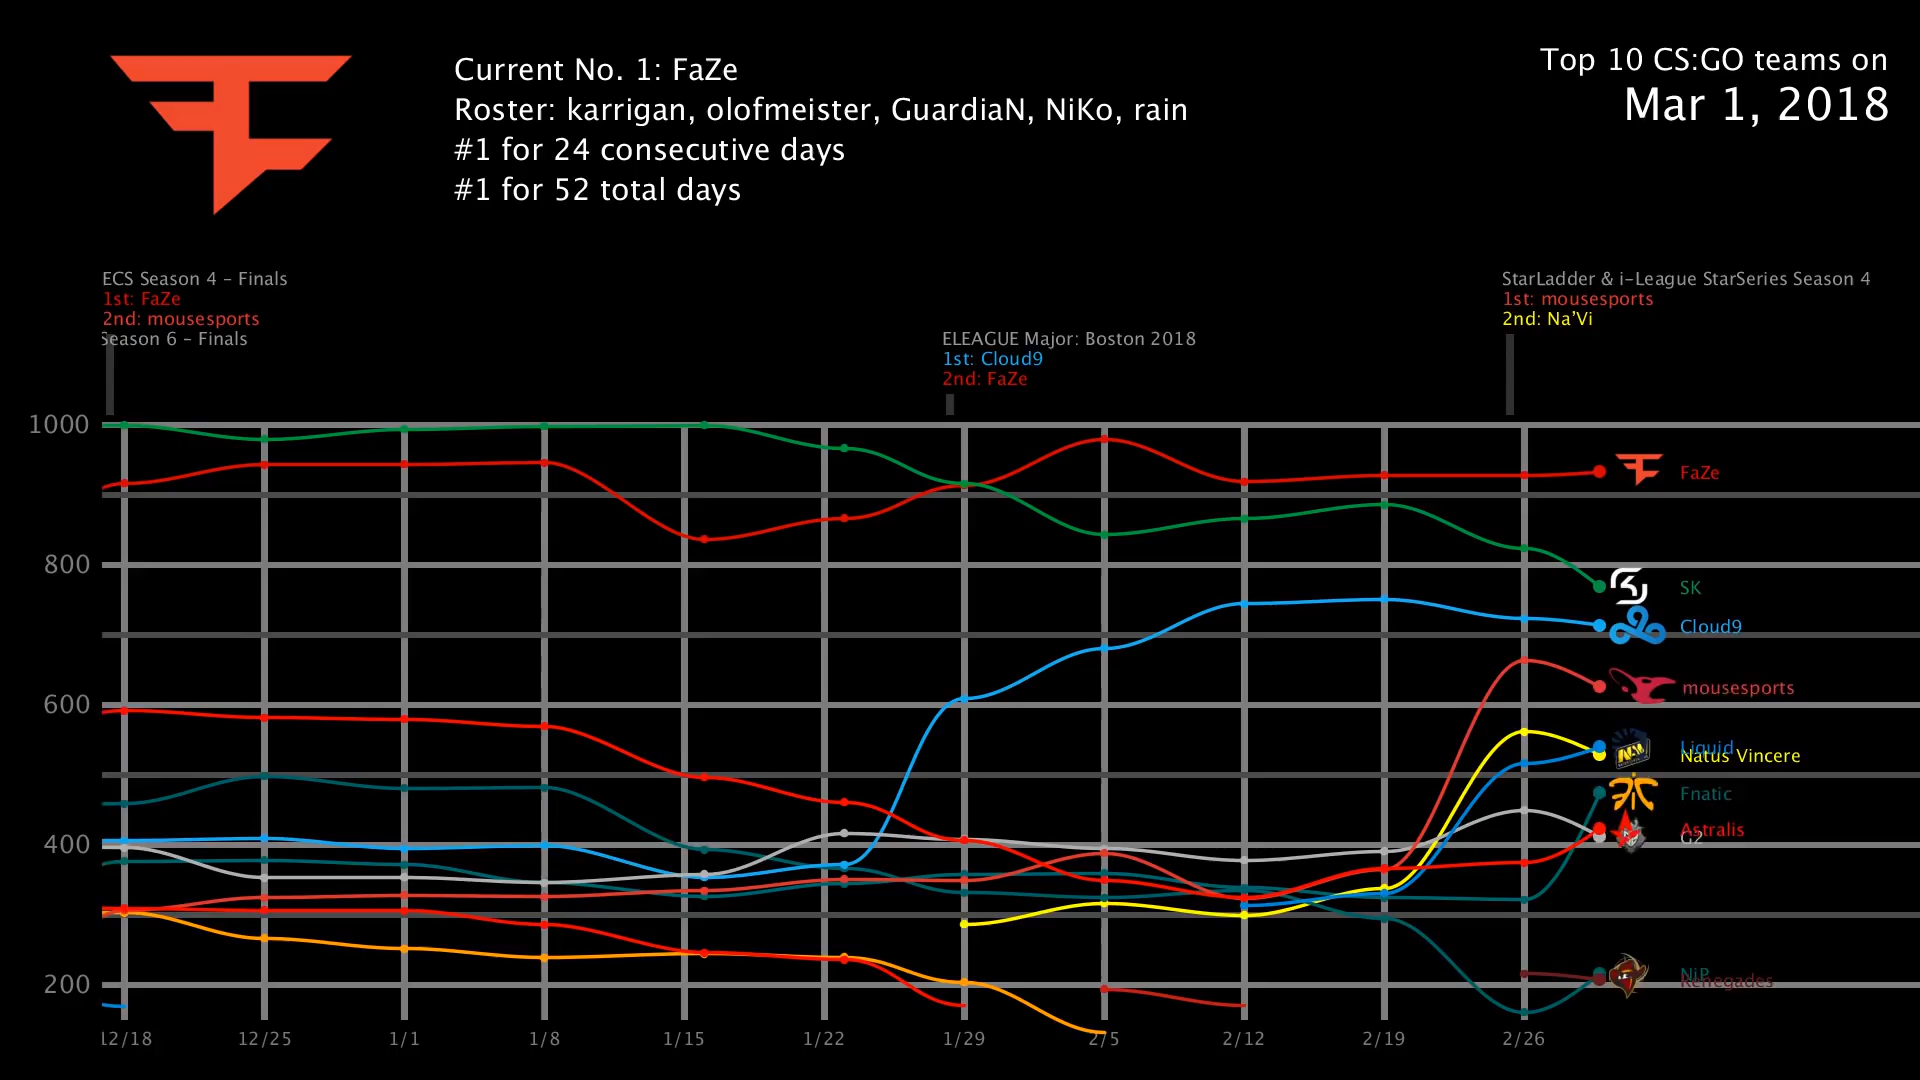 Current No. 1: FaZe
Roster: karrigan, olofmeister, GuardiaN, NiKo, rain
#1 for 24 consecutive days
#1 for 52 total days
Top 10 CS:GO teams on
Mar 1, 2018
ECS Season 4 – Finals
1st: FaZe
2nd: mousesports
Season 6 – Finals
ELEAGUE Major: Boston 2018
1st: Cloud9
2nd: FaZe
StarLadder & i-League StarSeries Season 4
1st: mousesports
2nd: Na’Vi
1000
800
600
400
200
FaZe
SK
Cloud9
mousesports
Liquid
Natus Vincere
Fnatic
Astralis
G2
NiP
Renegades
12/18
12/25
1/1
1/8
1/15
1/22
1/29
2/5
2/12
2/19
2/26